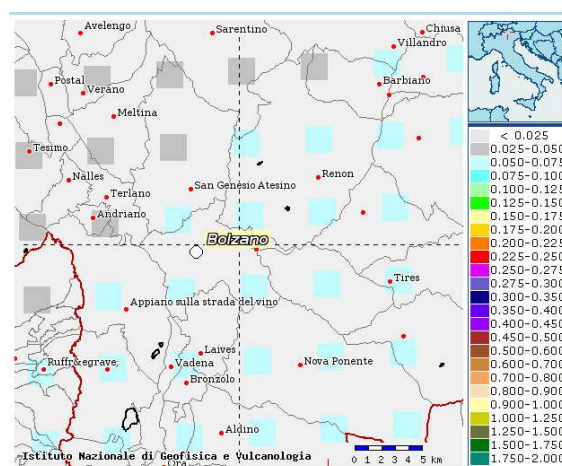 Avelengo
Sarentino
Chiusa
Villandro
Postal
Verano
Barbiano
Meltina
Tesimo
Nalles
San Genesio Atesino
Renon
Terlano
Andriano
Bolzano
Tires
Appiano sulla strada del vino
Ruffr&egrave;
Laives
Vadena
Nova Ponente
Bronzolo
Aldino
Ora
Istituto Nazionale di Geofisica e Vulcanologia
0 1 2 3 4 5 km
< 0.025
0.025-0.050
0.050-0.075
0.075-0.100
0.100-0.125
0.125-0.150
0.150-0.175
0.175-0.200
0.200-0.225
0.225-0.250
0.250-0.275
0.275-0.300
0.300-0.350
0.350-0.400
0.400-0.450
0.450-0.500
0.500-0.600
0.600-0.700
0.700-0.800
0.800-0.900
0.900-1.000
1.000-1.250
1.250-1.500
1.500-1.750
1.750-2.000